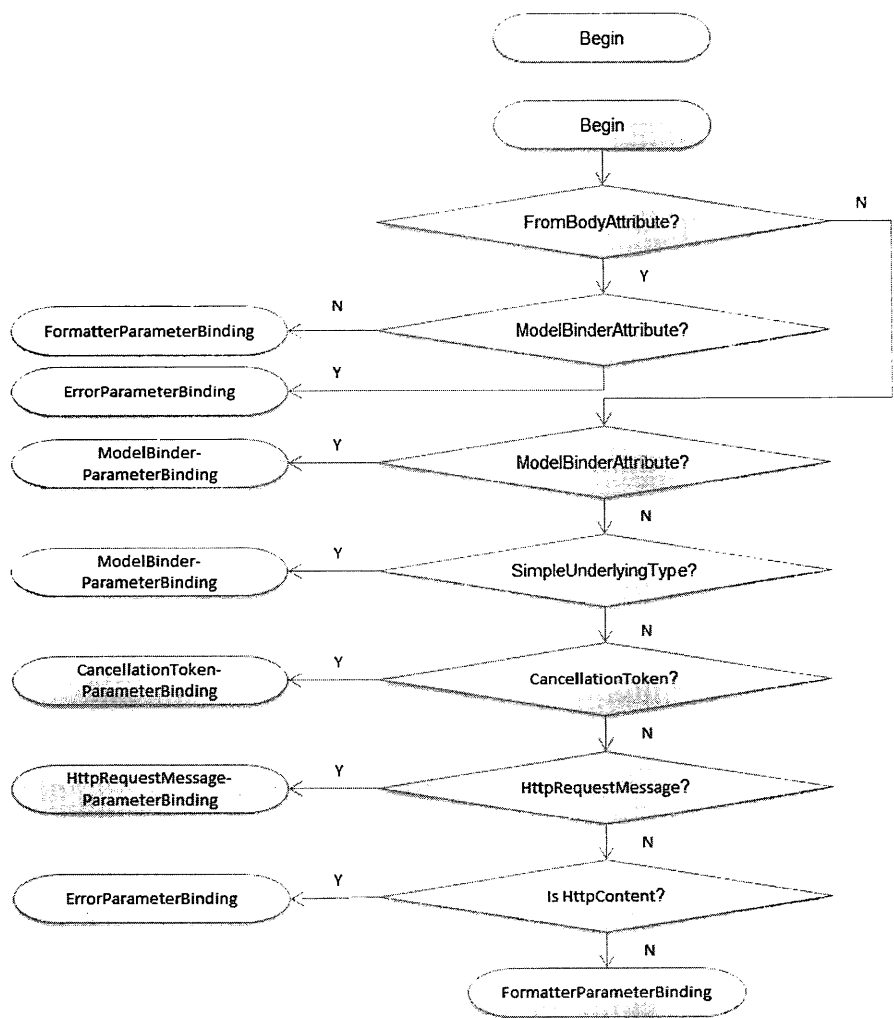 Begin
Begin
FromBodyAttribute?
N
Y
N
FormatterParameterBinding
ModelBinderAttribute?
Y
ErrorParameterBinding
ModelBinder-
ParameterBinding
Y
ModelBinderAttribute?
N
ModelBinder-
ParameterBinding
Y
SimpleUnderlyingType?
N
CancellationToken-
ParameterBinding
Y
CancellationToken?
N
HttpRequestMessage-
ParameterBinding
Y
HttpRequestMessage?
N
ErrorParameterBinding
Y
Is HttpContent?
N
FormatterParameterBinding